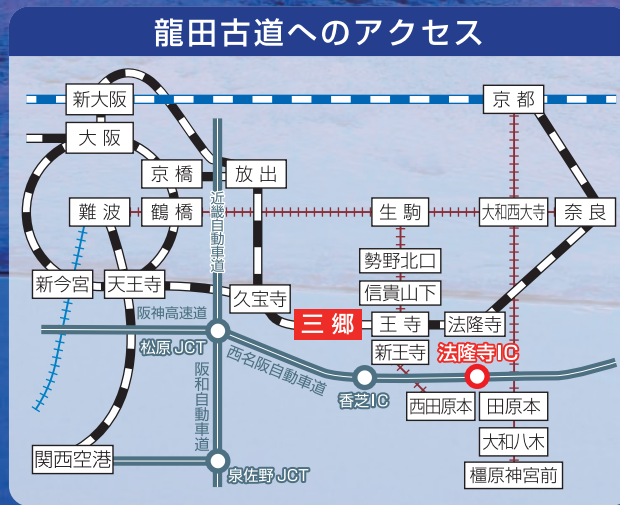 龍田古道へのアクセス
新大阪
京都
大阪
京橋
放出
近畿自動車道
難波
鶴橋
生駒
大和西大寺
奈良
勢野北口
新今宮
天王寺
久宝寺
信貴山下
阪神高速道
三郷
王寺
法隆寺
松原JCT
西名阪自動車道
新王寺
法隆寺IC
阪和自動車道
香芝IC
西田原本
田原本
大和八木
関西空港
泉佐野JCT
橿原神宮前